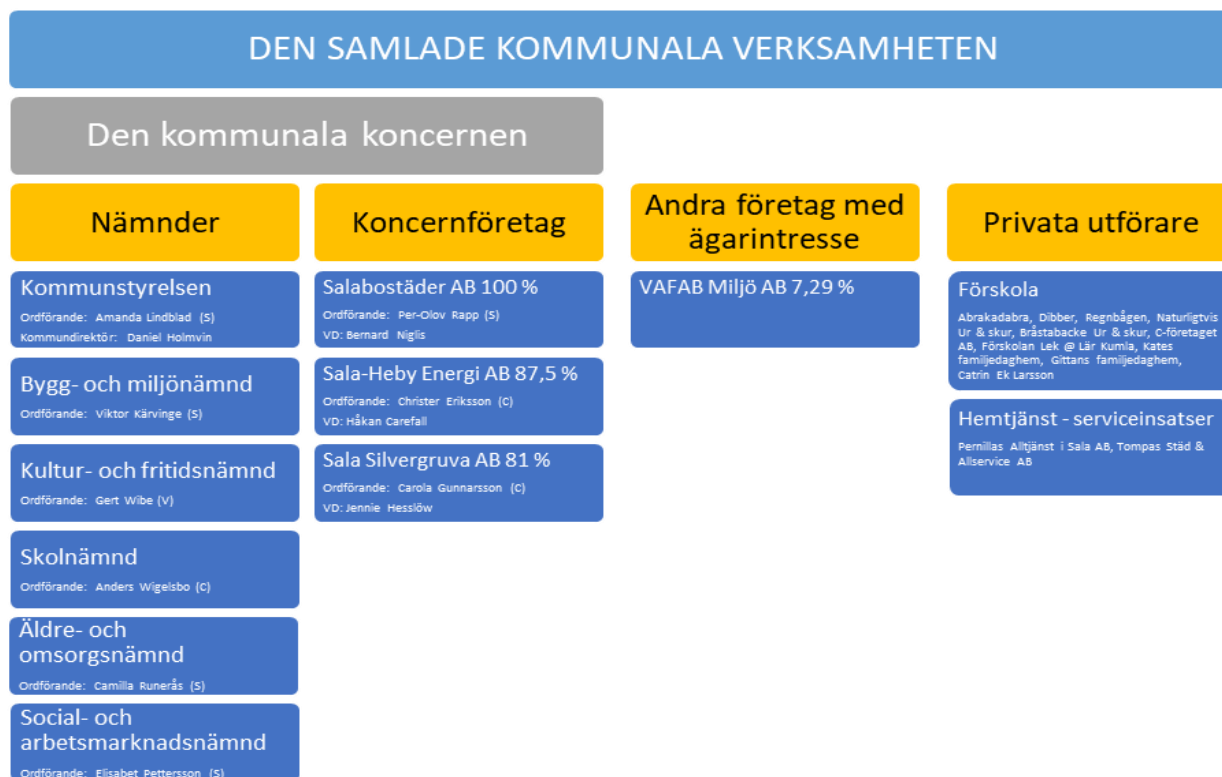 DEN SAMLADE KOMMUNALA VERKSAMHETEN
Den kommunala koncernen
Nämnder
Kommunstyrelsen
Ordförande: Amanda Lindblad (S)
Kommundirektör: Daniel Holmvin
Bygg- och miljönämnd
Ordförande: Viktor Kärvinge (S)
Kultur- och fritidsnämnd
Ordförande: Gert Wibe (V)
Skolnämnd
Ordförande: Anders Wigelsbo (C)
Äldre- och
omsorgsnämnd
Ordförande: Camilla Runerås (S)
Social- och
arbetsmarknadsnämnd
Ordförande: Elisabet Pettersson (S)
Koncernföretag
Salabostäder AB 100 %
Ordförande: Per-Olov Rapp (S)
VD: Bernard Niglis
Sala-Heby Energi AB 87,5 %
Ordförande: Christer Eriksson (C)
VD: Håkan Carefall
Sala Silvergruva AB 81 %
Ordförande: Carola Gunnarsson (C)
VD: Jennie Hesslöw
Andra företag med
ägarintresse
VAFAB Miljö AB 7,29 %
Privata utförare
Förskola
Abrakadabra, Dibber, Regnbågen, Naturligtvis
Ur & skur, Bråstabacke Ur & skur, C-företaget
AB, Förskolan Lek @ Lär Kumla, Kates
familjedaghem, Gittans familjedaghem,
Catrin Ek Larsson
Hemtjänst - serviceinsatser
Pernillas Alltjänst i Sala AB, Tompas Städ &
Allservice AB